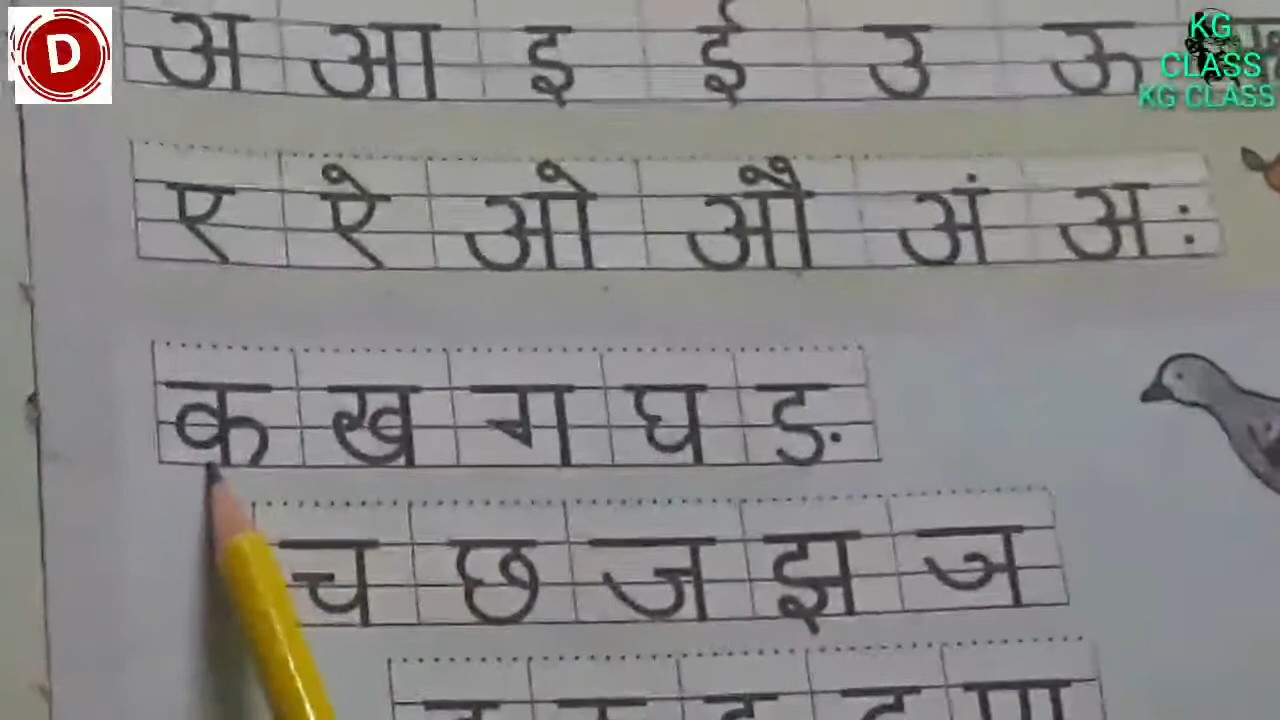 D
अ आ इ ई उ ऊ
KG
CLASS
KG CLASS
ए ऐ ओ औ अं अः
क ख ग घ ङ
च छ ज झ ञ
ण